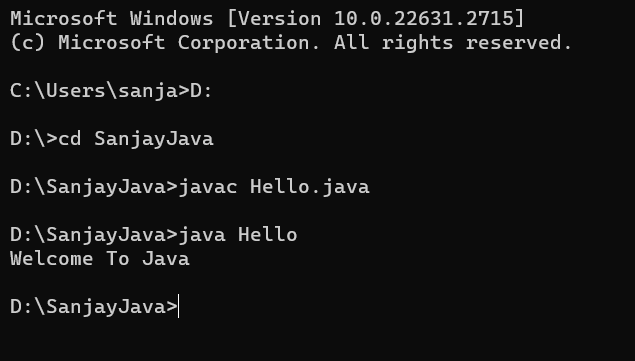 Microsoft Windows [Version 10.0.22631.2715]
(c) Microsoft Corporation. All rights reserved.
C:\Users\sanja>D:
D:\>cd SanjayJava
D:\SanjayJava>javac Hello.java
D:\SanjayJava>java Hello
Welcome To Java
D:\SanjayJava>